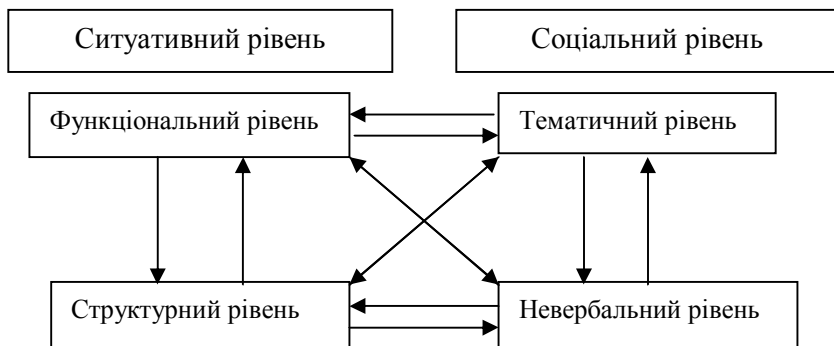 Ситуативний рівень
Соціальний рівень
Функціональний рівень
Тематичний рівень
Структурний рівень
Невербальний рівень